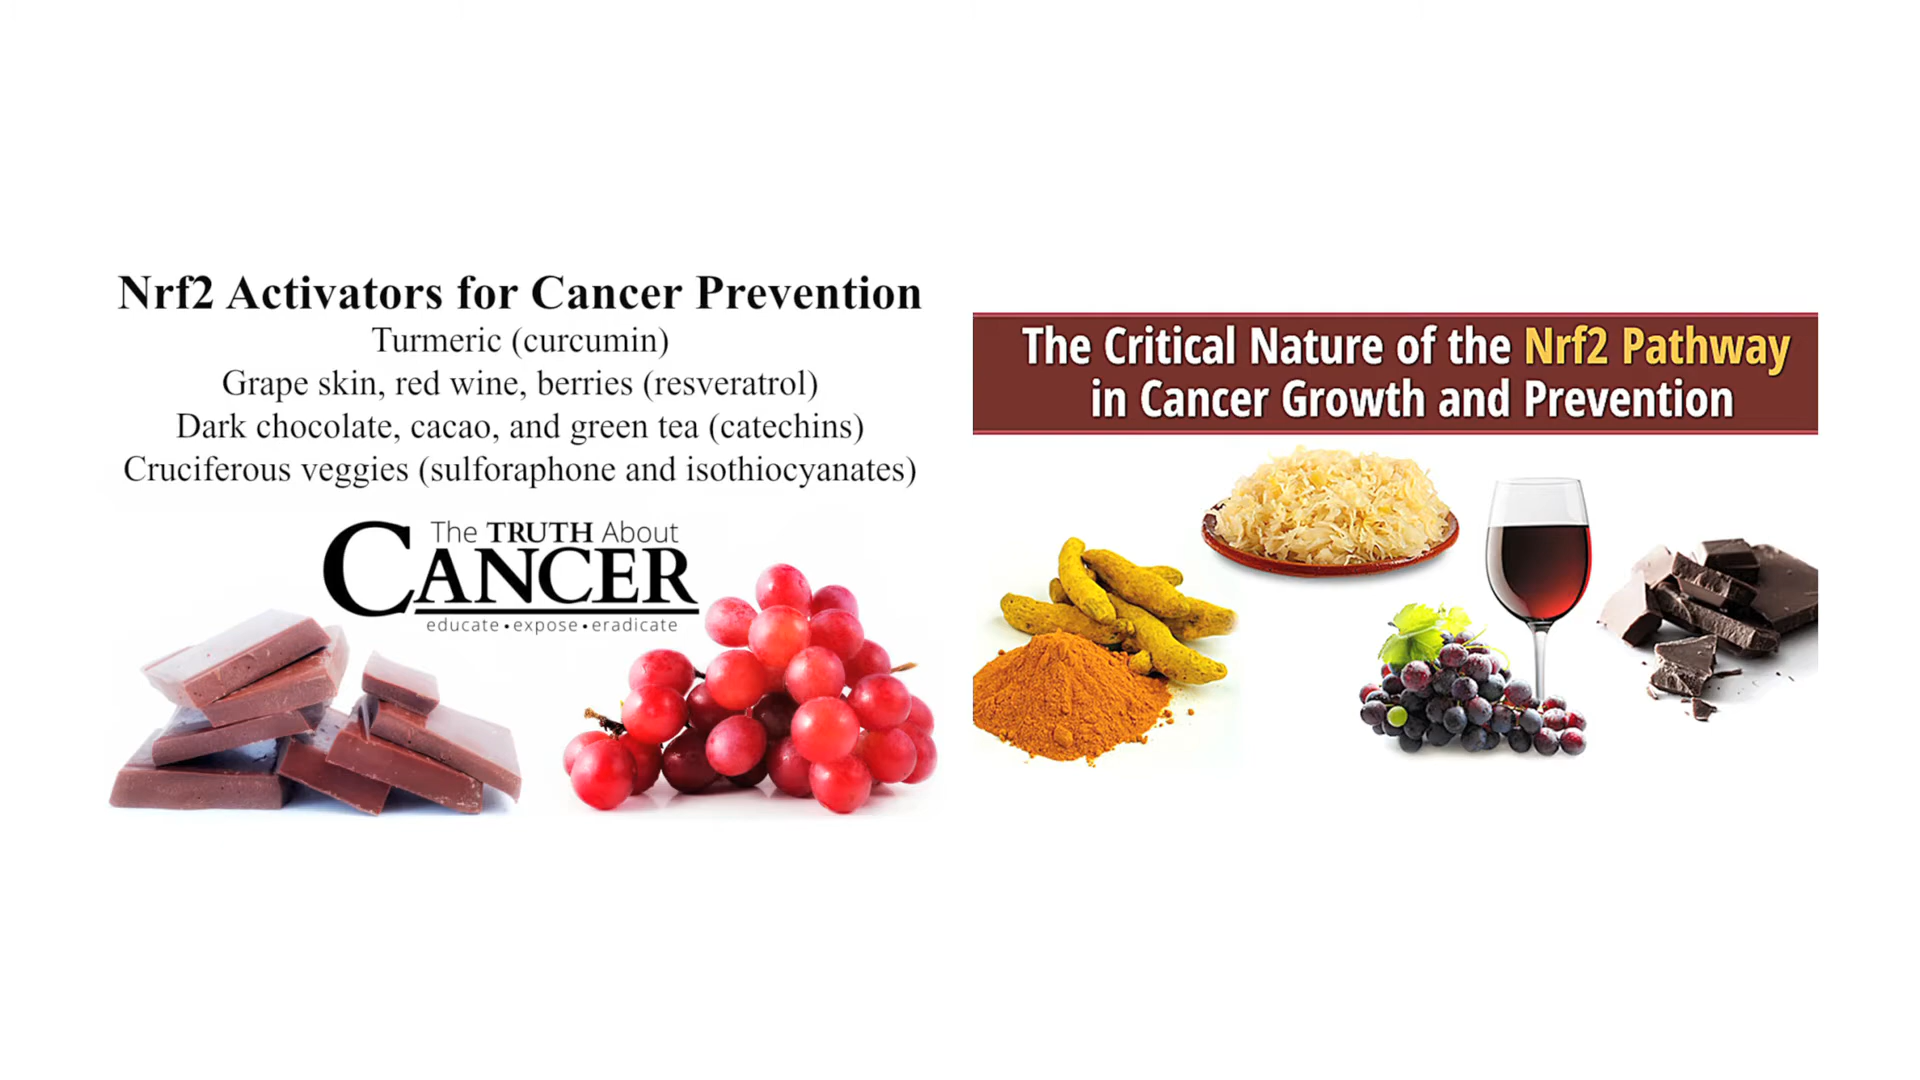 Nrf2 Activators for Cancer Prevention
Turmeric (curcumin)
Grape skin, red wine, berries (resveratrol)
Dark chocolate, cacao, and green tea (catechins)
Cruciferous veggies (sulforaphone and isothiocyanates)
The TRUTH About
CANCER
educate • expose • eradicate
The Critical Nature of the Nrf2 Pathway
in Cancer Growth and Prevention